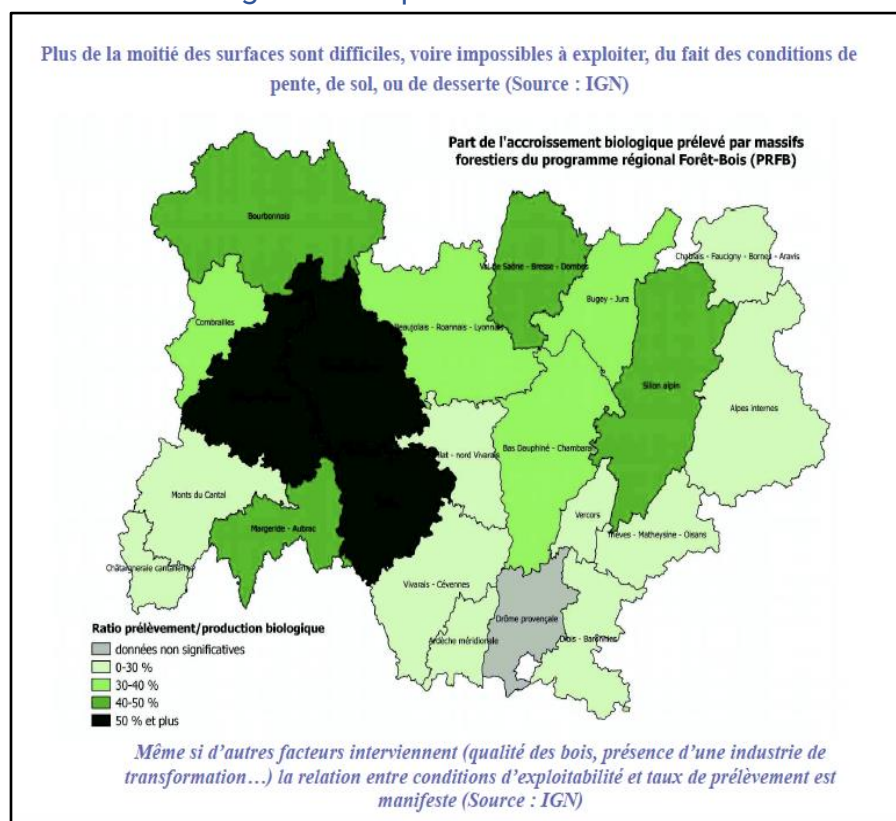 Plus de la moitié des surfaces sont difficiles, voire impossibles à exploiter, du fait des conditions de
pente, de sol, ou de desserte (Source : IGN)
Part de l'accroissement biologique prélevé par massifs
forestiers du programme régional Forêt-Bois (PRFB)
Bourbonnais
Val de Saône - Bresse - Dombes
Chablais - Faucigny - Bornes - Aravis
Bugey - Jura
Combrailles
Beaujolais - Roannais - Lyonnais
Sillon alpin
Alpes internes
nord Vivarais
Bas Dauphiné - Chambaran
Monts du Cantal
Vercors
Margeride - Aubrac
Trièves - Matheysine - Oisans
Châtaigneraie cantalienne
Vivarais - Cévennes
Drôme provençale
Ardèche méridionale
Diois - Baronnies
Ratio prélèvement/production biologique
données non significatives
0-30 %
30-40 %
40-50 %
50 % et plus
Même si d'autres facteurs interviennent (qualité des bois, présence d'une industrie de
transformation…) la relation entre conditions d'exploitabilité et taux de prélèvement est
manifeste (Source : IGN)